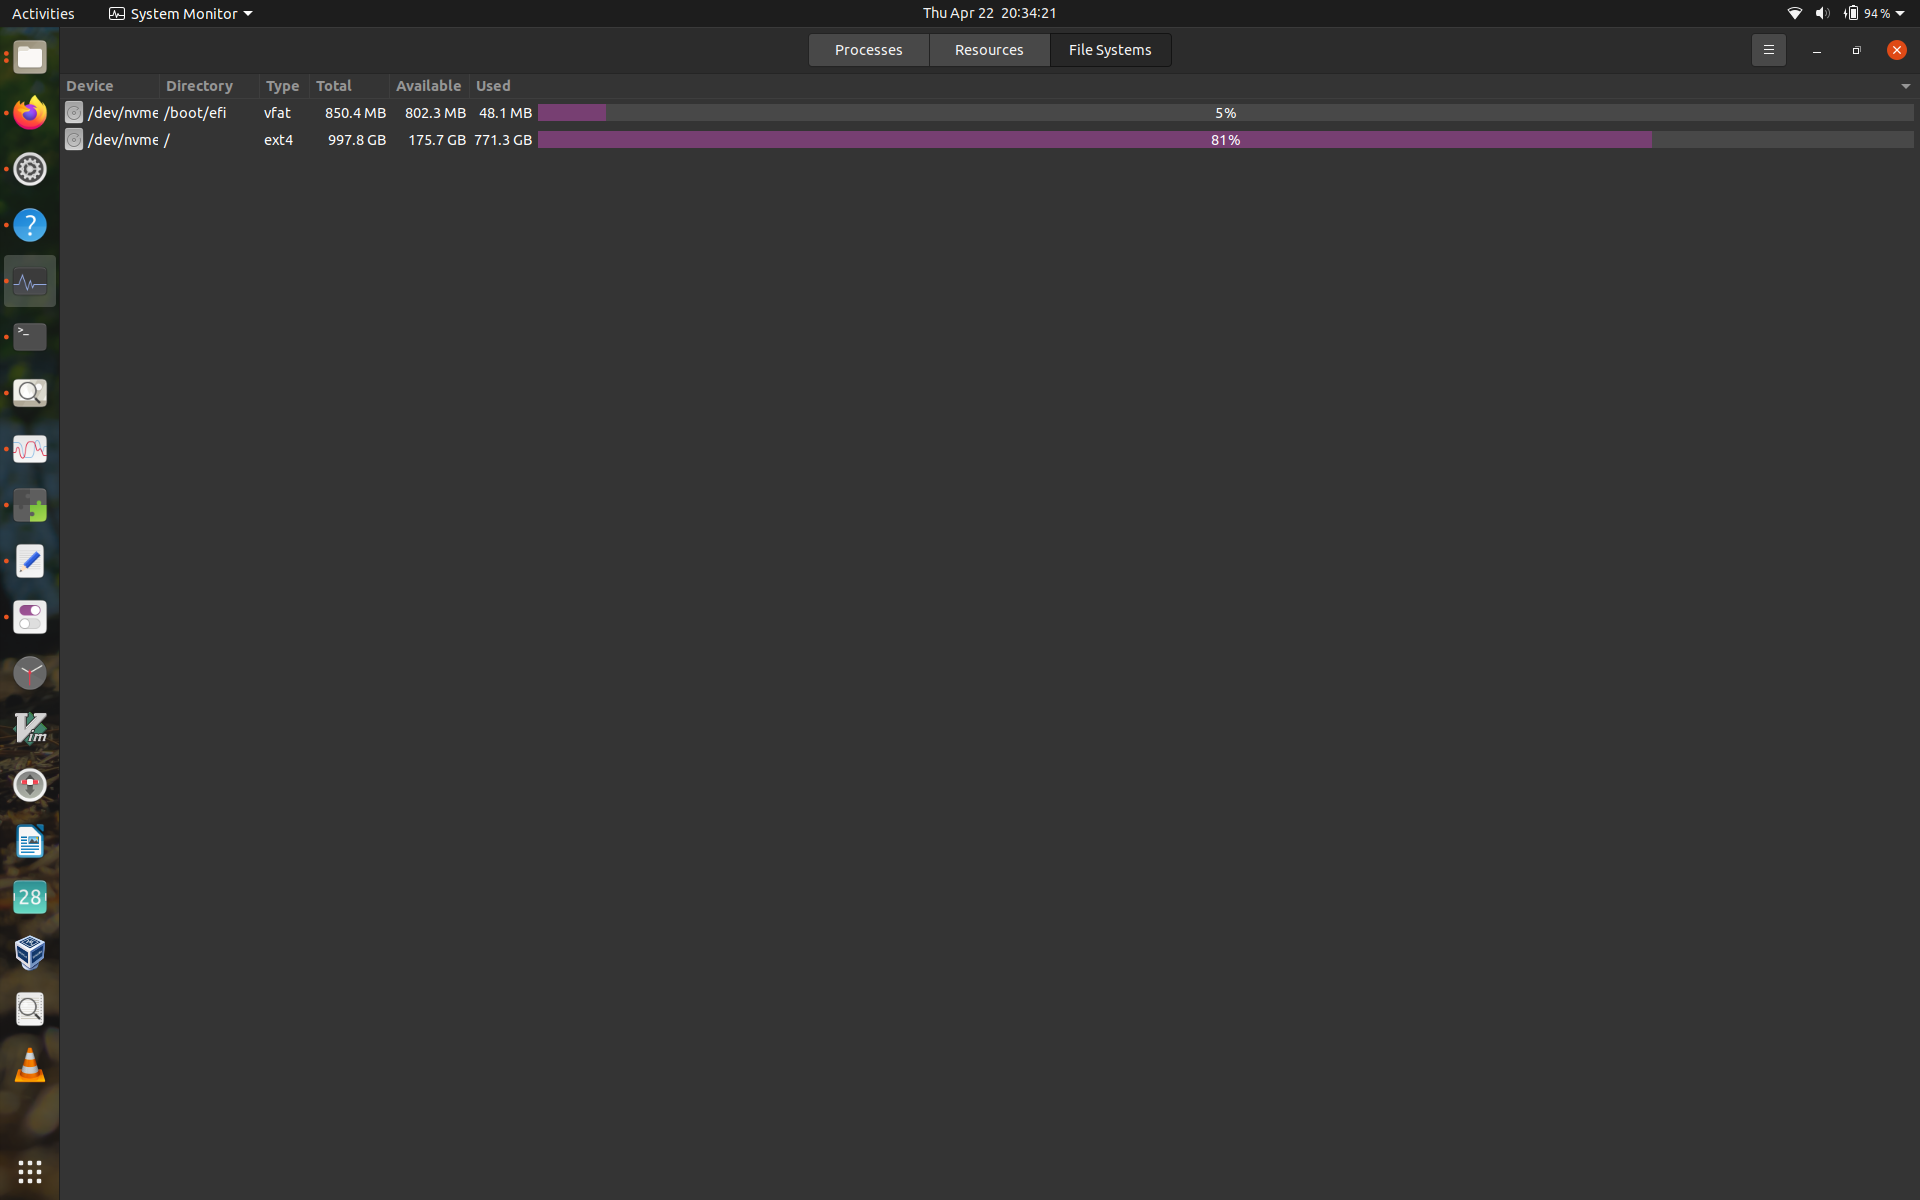 Activities System Monitor Thu Apr 22 20:34:21 94 %
Processes Resources File Systems
Device Directory Type Total Available Used
/dev/nvme /boot/efi vfat 850.4 MB 802.3 MB 48.1 MB 5%
/dev/nvme / ext4 997.8 GB 175.7 GB 771.3 GB 81%
?
>_
Vim
28